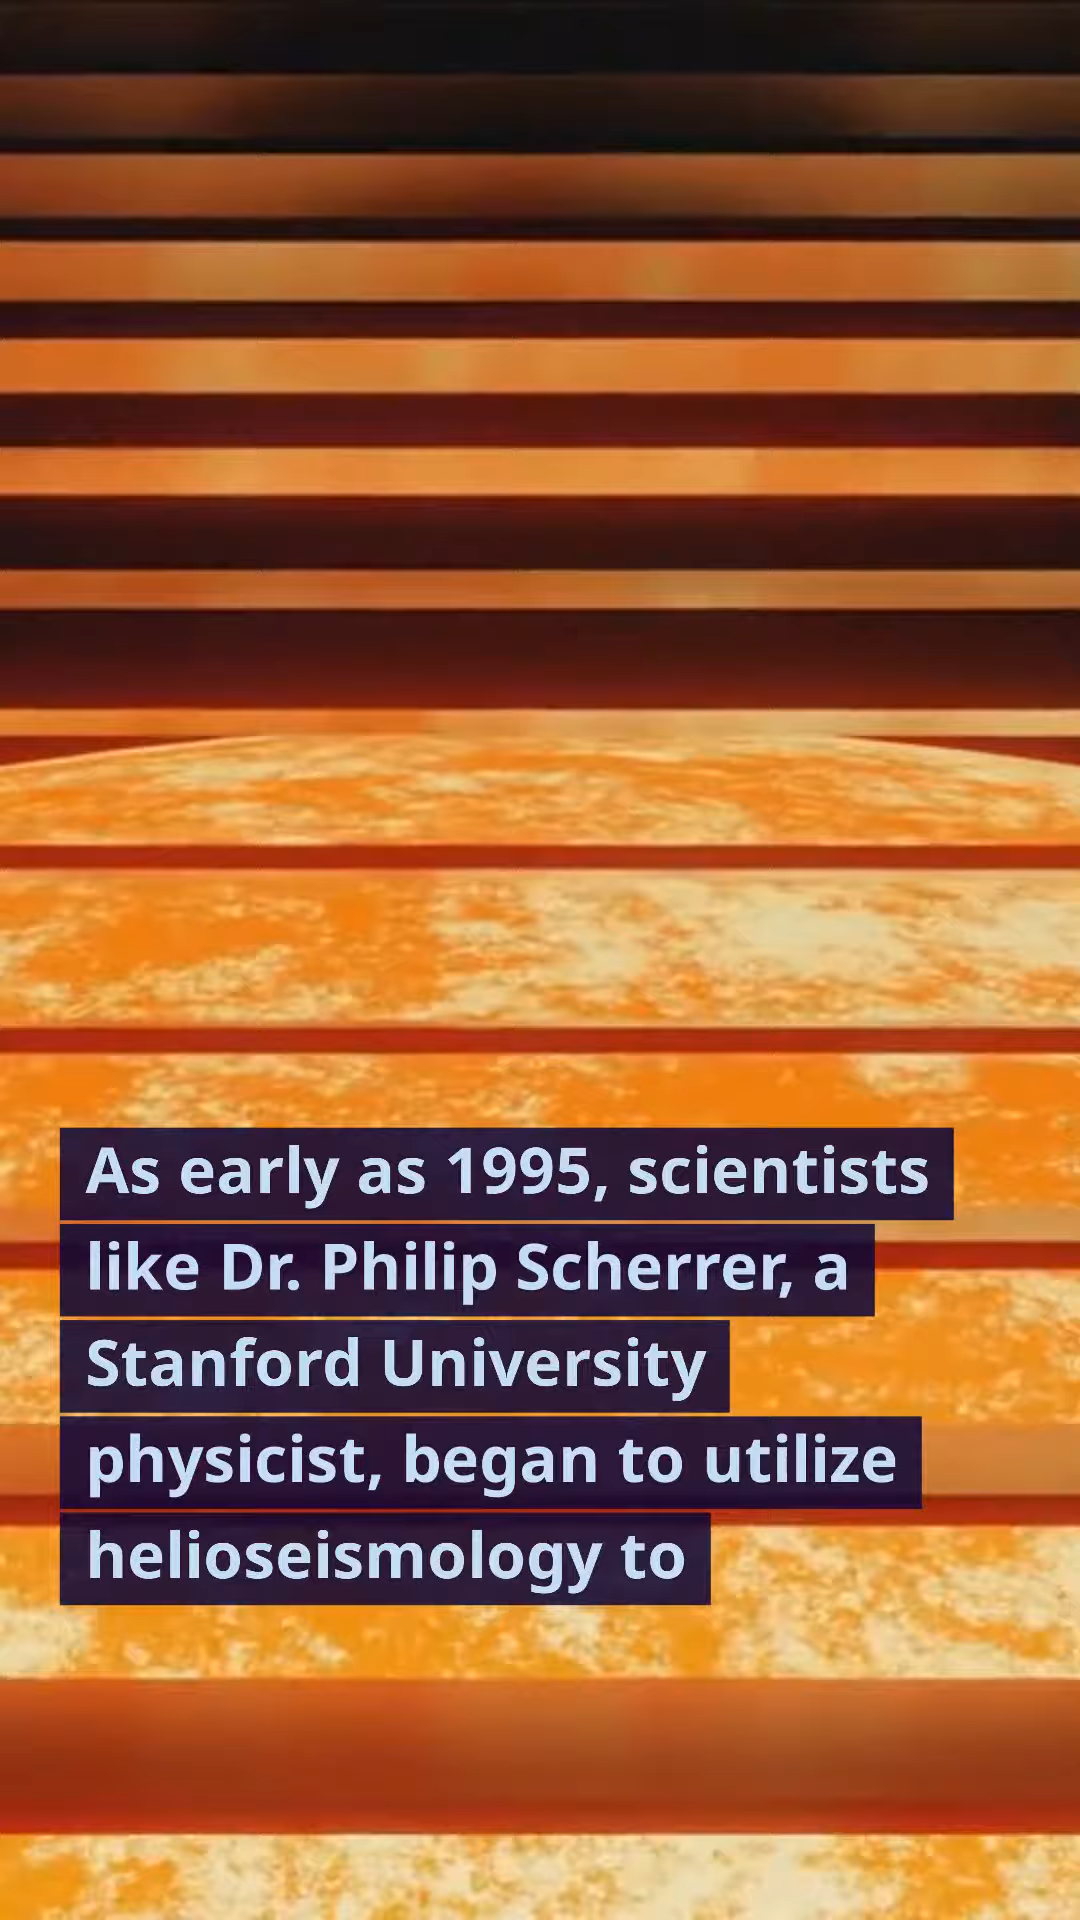 As early as 1995, scientists
like Dr. Philip Scherrer, a
Stanford University
physicist, began to utilize
helioseismology to